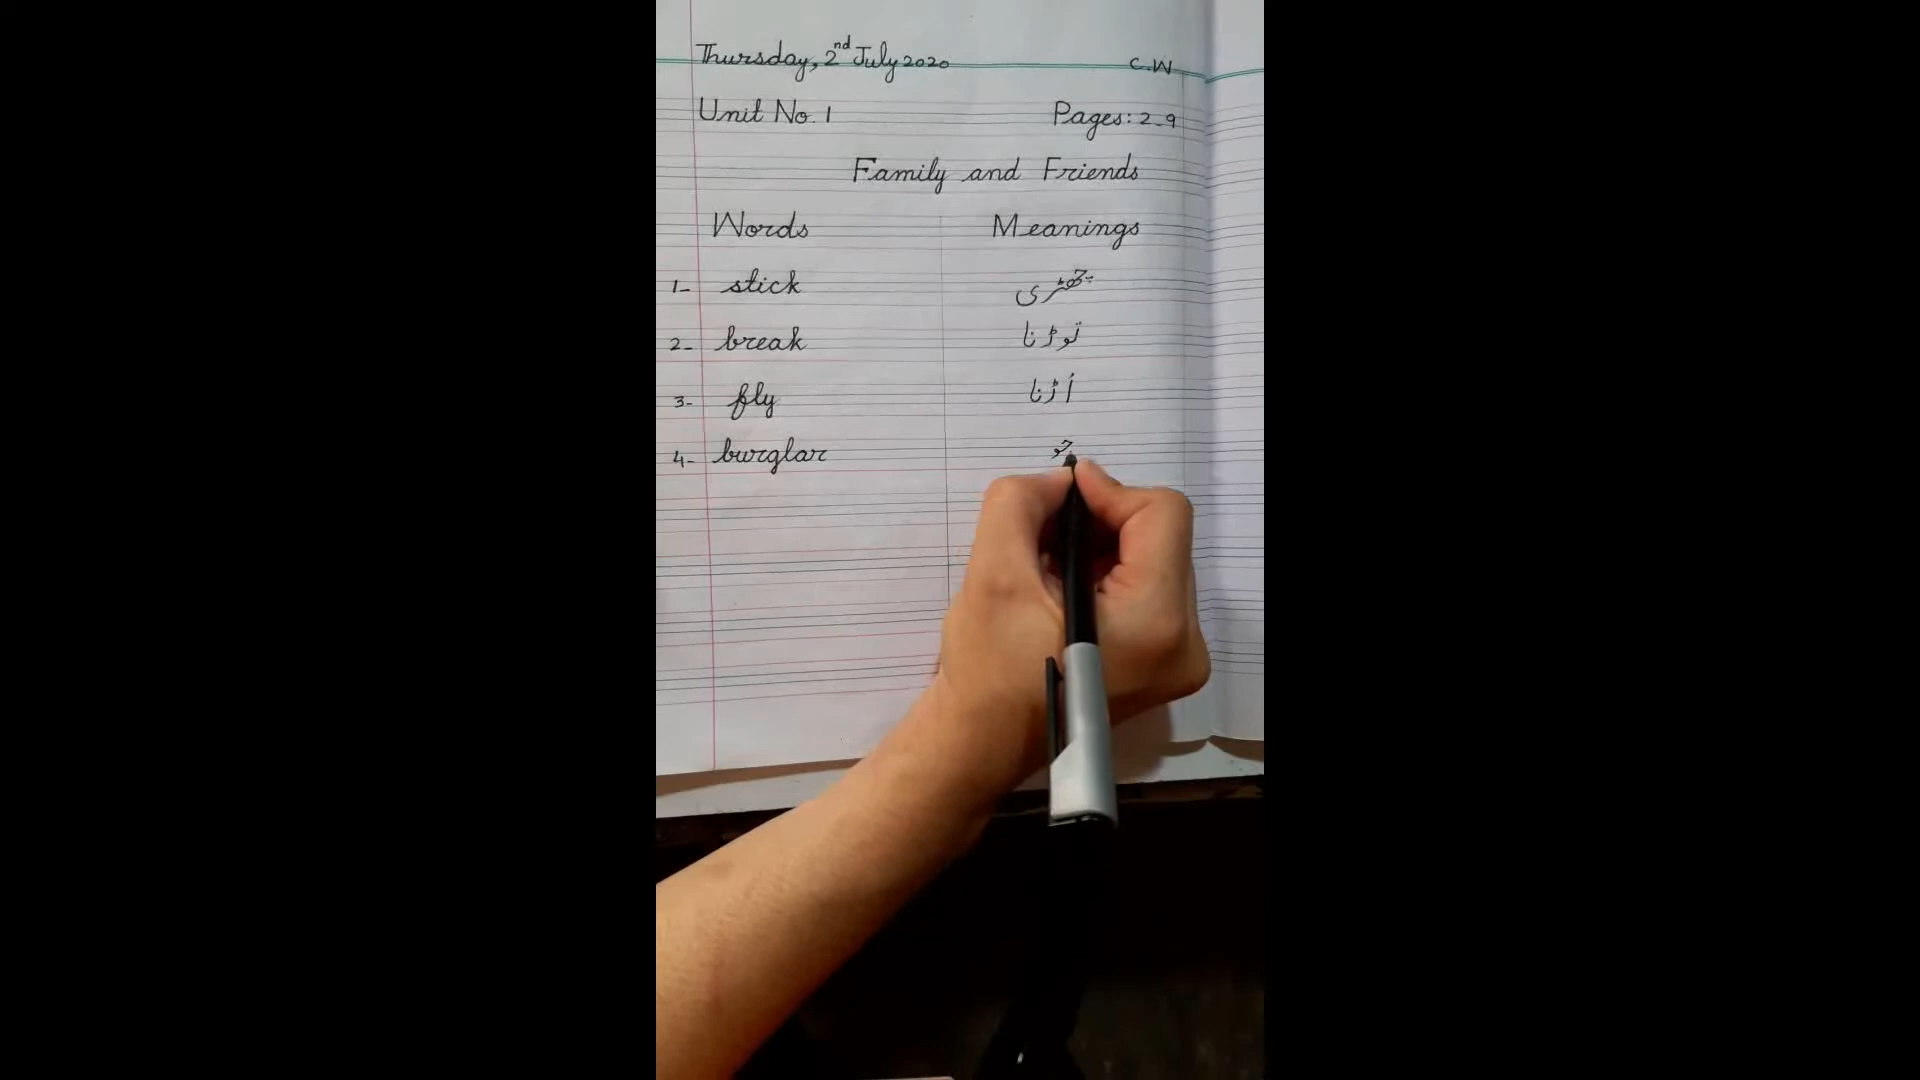 Thursday, 2nd July 2020 C.W
Unit No. 1 Pages: 2-9
Family and Friends
Words Meanings
1- stick چھڑی
2- break توڑنا
3- fly اُڑنا
4- burglar چو